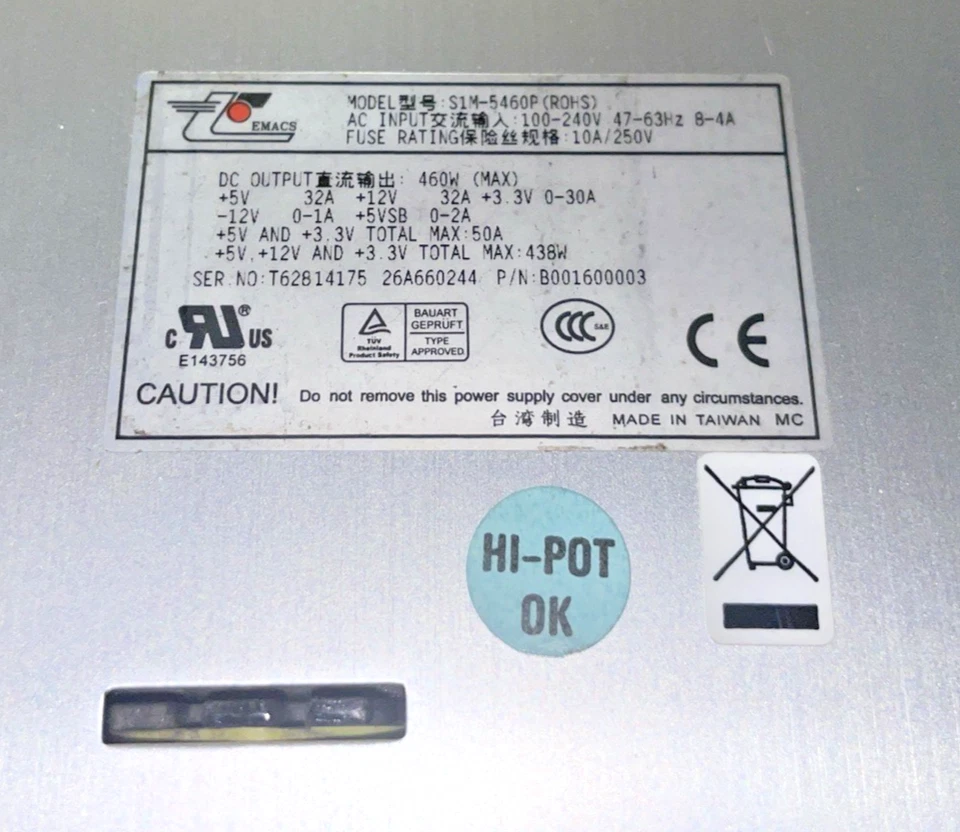 EMACS
MODEL型号:S1M-5460P(ROHS)
AC INPUT交流输入:100-240V 47-63Hz 8-4A
FUSE RATING保险丝规格:10A/250V
DC OUTPUT直流输出: 460W (MAX)
+5V 32A +12V 32A +3.3V 0-30A
-12V 0-1A +5VSB 0-2A
+5V AND +3.3V TOTAL MAX:50A
+5V,+12V AND +3.3V TOTAL MAX:438W
SER.NO:T62814175 26A660244 P/N:B001600003
c RU ® US
E143756
TÜV
Rheinland
Product Safety
BAUART
GEPRÜFT
TYPE
APPROVED
CCC S&E
CE
CAUTION! Do not remove this power supply cover under any circumstances.
台湾制造 MADE IN TAIWAN MC
HI-POT
OK